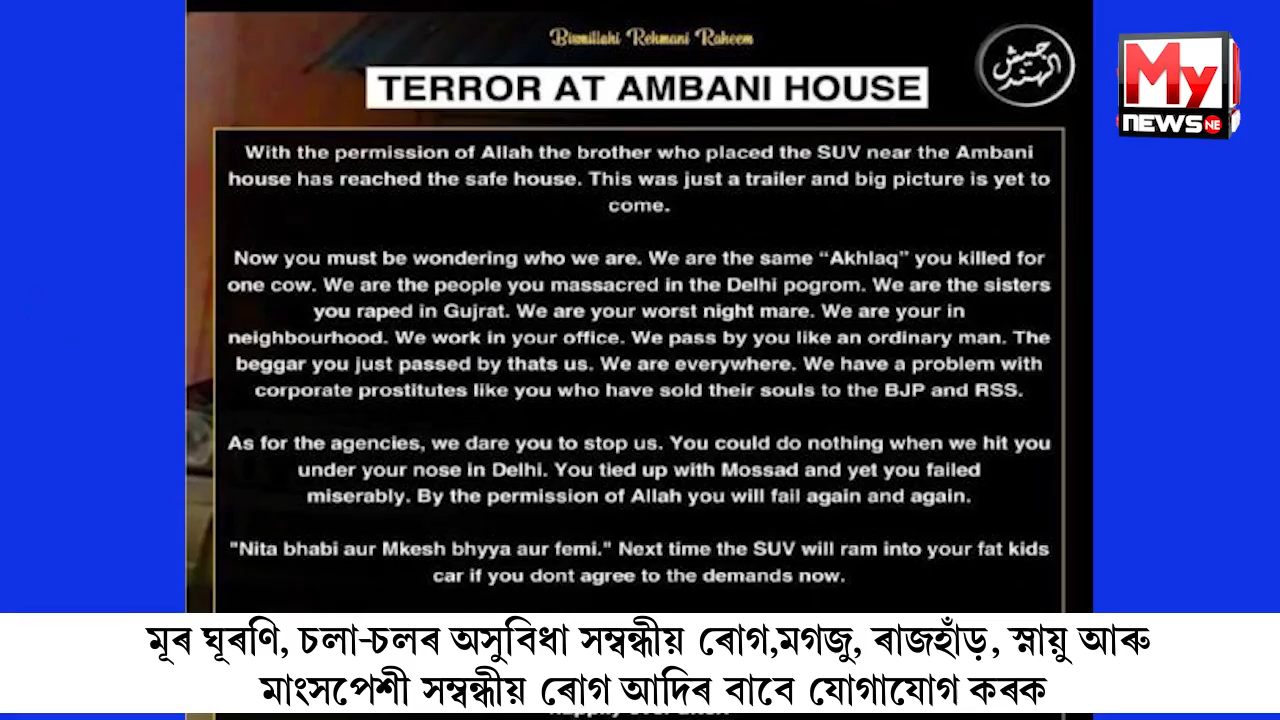 Bismillahi Rehmani Raheem
جيش الهند
My
NEWS NE
TERROR AT AMBANI HOUSE
With the permission of Allah the brother who placed the SUV near the Ambani
house has reached the safe house. This was just a trailer and big picture is yet to
come.
Now you must be wondering who we are. We are the same “Akhlaq” you killed for
one cow. We are the people you massacred in the Delhi pogrom. We are the sisters
you raped in Gujrat. We are your worst night mare. We are your in
neighbourhood. We work in your office. We pass by you like an ordinary man. The
beggar you just passed by thats us. We are everywhere. We have a problem with
corporate prostitutes like you who have sold their souls to the BJP and RSS.
As for the agencies, we dare you to stop us. You could do nothing when we hit you
under your nose in Delhi. You tied up with Mossad and yet you failed
miserably. By the permission of Allah you will fail again and again.
"Nita bhabi aur Mkesh bhyya aur femi." Next time the SUV will ram into your fat kids
car if you dont agree to the demands now.
মূৰ ঘূৰণি, চলা-চলৰ অসুবিধা সম্বন্ধীয় ৰোগ,মগজু, ৰাজহাঁড়, স্নায়ু আৰু
মাংসপেশী সম্বন্ধীয় ৰোগ আদিৰ বাবে যোগাযোগ কৰক